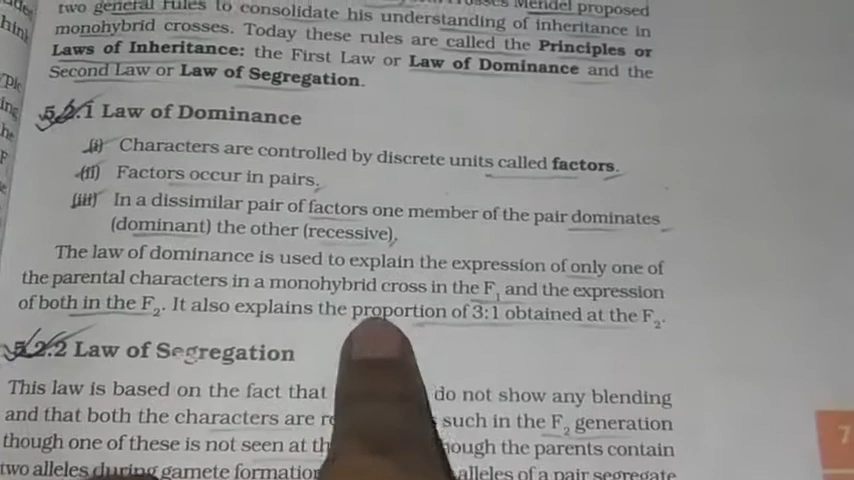 two general rules to consolidate his understanding of inheritance in
monohybrid crosses. Today these rules are called the Principles or
Laws of Inheritance: the First Law or Law of Dominance and the
Second Law or Law of Segregation.
5.2.1 Law of Dominance
(i) Characters are controlled by discrete units called factors.
(ii) Factors occur in pairs.
(iii) In a dissimilar pair of factors one member of the pair dominates
(dominant) the other (recessive).
The law of dominance is used to explain the expression of only one of
the parental characters in a monohybrid cross in the F1 and the expression
of both in the F2. It also explains the proportion of 3:1 obtained at the F2.
5.2.2 Law of Segregation
This law is based on the fact that do not show any blending
and that both the characters are such in the F2 generation
though one of these is not seen at the though the parents contain
two alleles during gamete formation alleles of a pair segregate
7